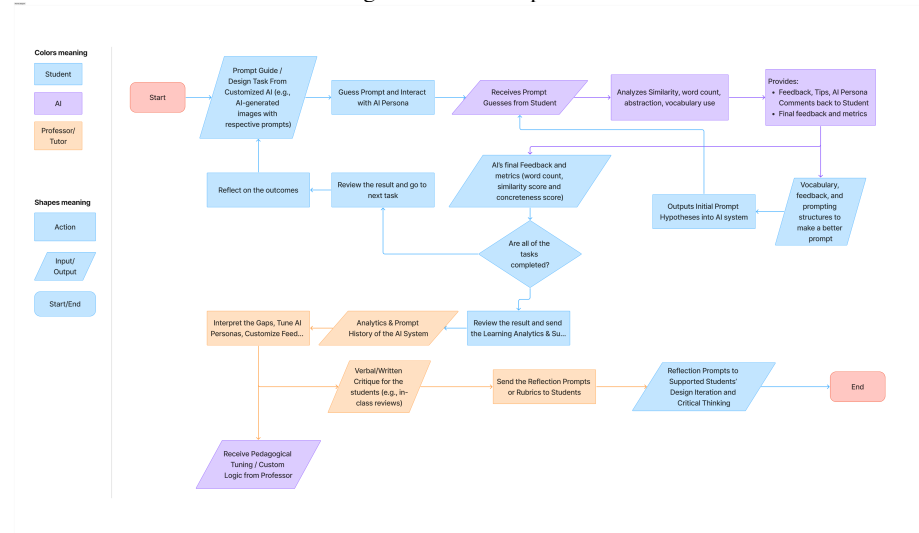 Colors meaning
Student
AI
Professor/
Tutor
Shapes meaning
Action
Input/
Output
Start/End
Start
Prompt Guide /
Design Task From
Customized AI (e.g.,
AI-generated
images with
respective prompts)
Guess Prompt and Interact
with AI Persona
Receives Prompt
Guesses from Student
Analyzes Similarity, word count,
abstraction, vocabulary use
Provides:
• Feedback, Tips, AI Persona
Comments back to Student
• Final feedback and metrics
Reflect on the outcomes
Review the result and go to
next task
AI's final Feedback and
metrics (word count,
similarity score and
concreteness score)
Outputs Initial Prompt
Hypotheses into AI system
Vocabulary,
feedback, and
prompting
structures to
make a better
prompt
Are all of the
tasks
completed?
Interpret the Gaps, Tune AI
Personas, Customize Feed...
Analytics & Prompt
History of the AI System
Review the result and send
the Learning Analytics & Su...
Verbal/Written
Critique for the
students (e.g., in-
class reviews)
Send the Reflection Prompts
or Rubrics to Students
Reflection Prompts to
Supported Students'
Design Iteration and
Critical Thinking
End
Receive Pedagogical
Tuning / Custom
Logic from Professor